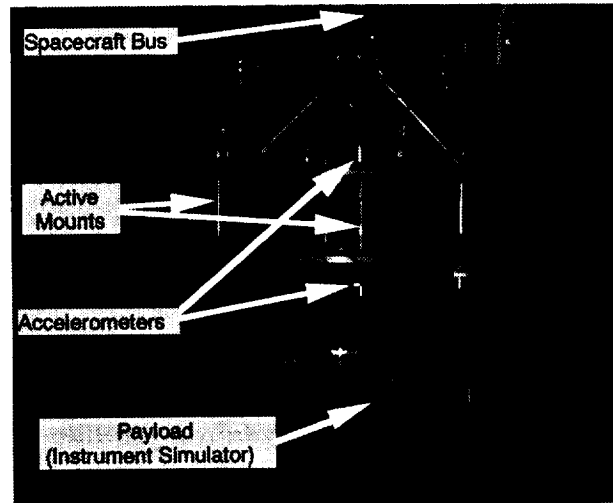 Spacecraft Bus
Active
Mounts
Accelerometers
Payload
(Instrument Simulator)